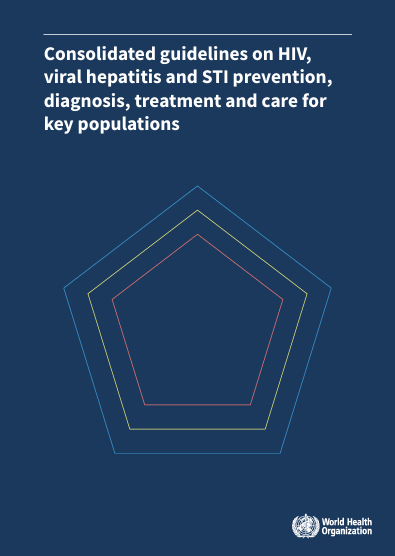 Consolidated guidelines on HIV,
viral hepatitis and STI prevention,
diagnosis, treatment and care for
key populations
World Health
Organization